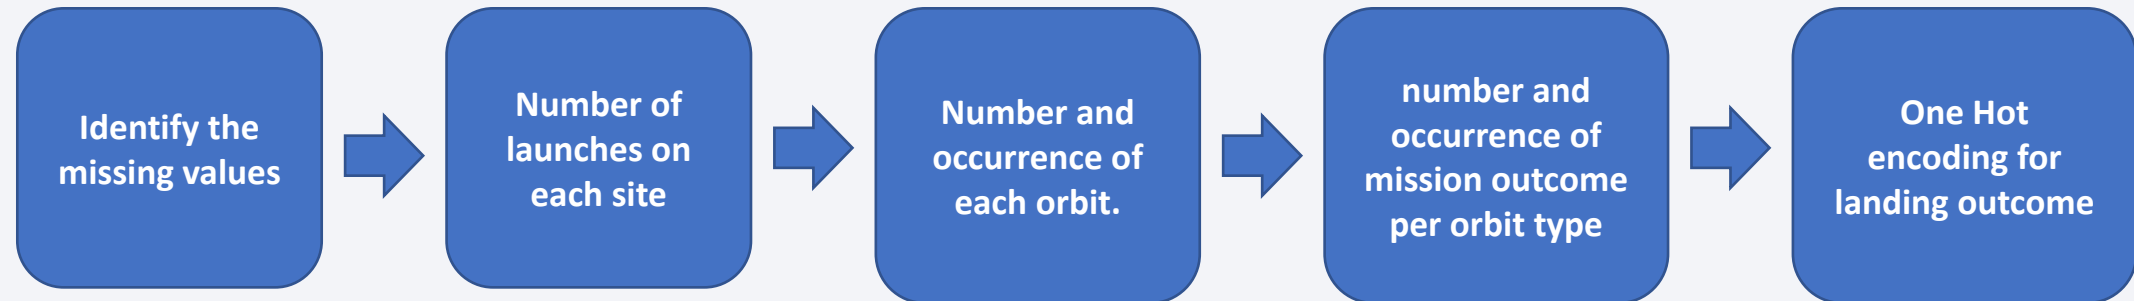 Identify the
missing values
Number of
launches on
each site
Number and
occurrence of
each orbit.
number and
occurrence of
mission outcome
per orbit type
One Hot
encoding for
landing outcome